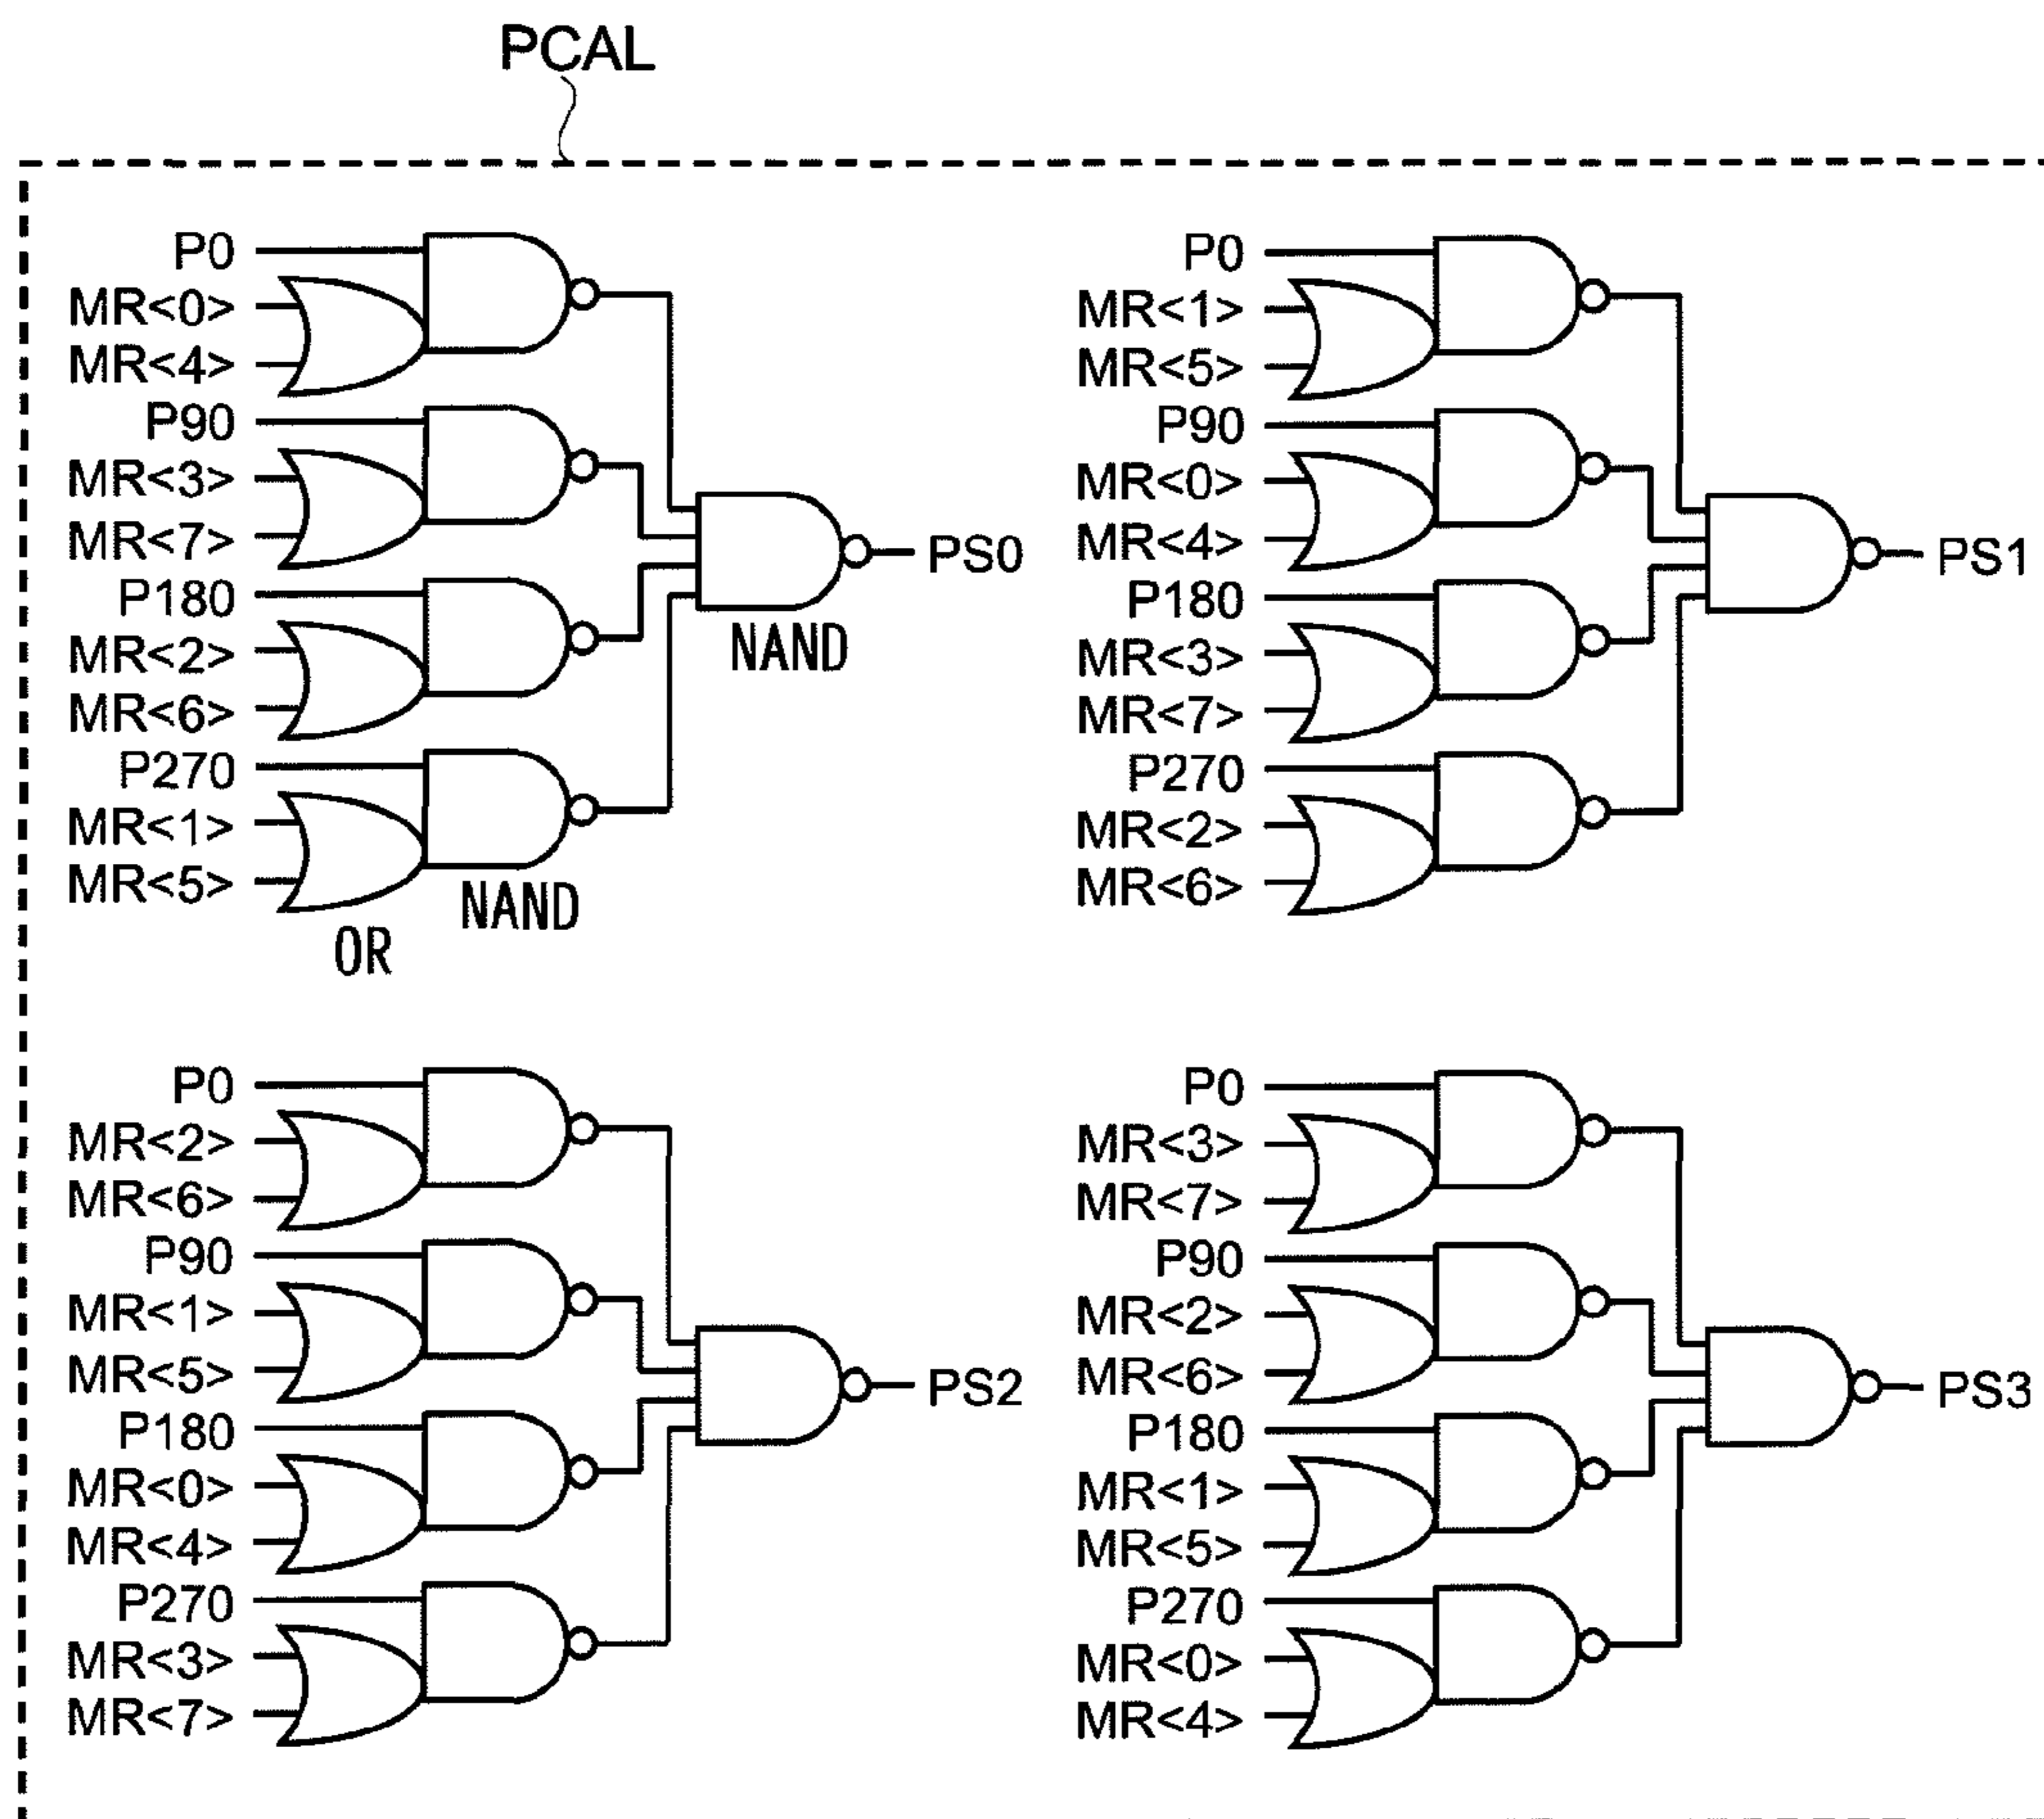 PCAL
P0
MR<0>
MR<4>
P90
MR<3>
MR<7>
P180
MR<2>
MR<6>
P270
MR<1>
MR<5>
OR
NAND
NAND
PS0
P0
MR<1>
MR<5>
P90
MR<0>
MR<4>
P180
MR<3>
MR<7>
P270
MR<2>
MR<6>
PS1
P0
MR<2>
MR<6>
P90
MR<1>
MR<5>
P180
MR<0>
MR<4>
P270
MR<3>
MR<7>
PS2
P0
MR<3>
MR<7>
P90
MR<2>
MR<6>
P180
MR<1>
MR<5>
P270
MR<0>
MR<4>
PS3